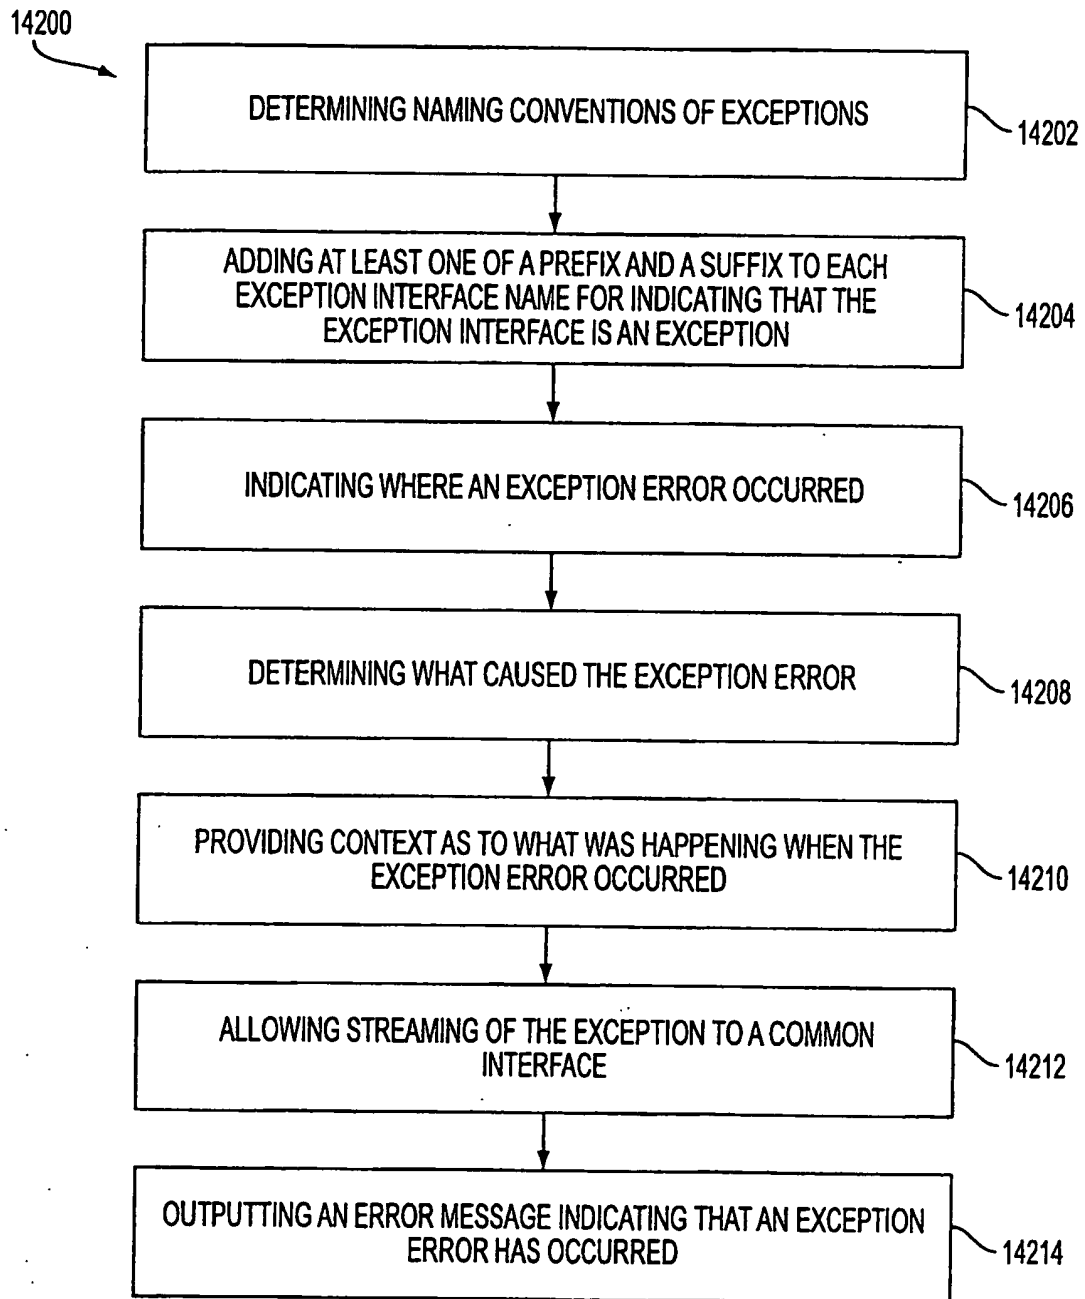 14200
DETERMINING NAMING CONVENTIONS OF EXCEPTIONS
14202
ADDING AT LEAST ONE OF A PREFIX AND A SUFFIX TO EACH
EXCEPTION INTERFACE NAME FOR INDICATING THAT THE
EXCEPTION INTERFACE IS AN EXCEPTION
14204
INDICATING WHERE AN EXCEPTION ERROR OCCURRED
14206
DETERMINING WHAT CAUSED THE EXCEPTION ERROR
14208
PROVIDING CONTEXT AS TO WHAT WAS HAPPENING WHEN THE
EXCEPTION ERROR OCCURRED
14210
ALLOWING STREAMING OF THE EXCEPTION TO A COMMON
INTERFACE
14212
OUTPUTTING AN ERROR MESSAGE INDICATING THAT AN EXCEPTION
ERROR HAS OCCURRED
14214